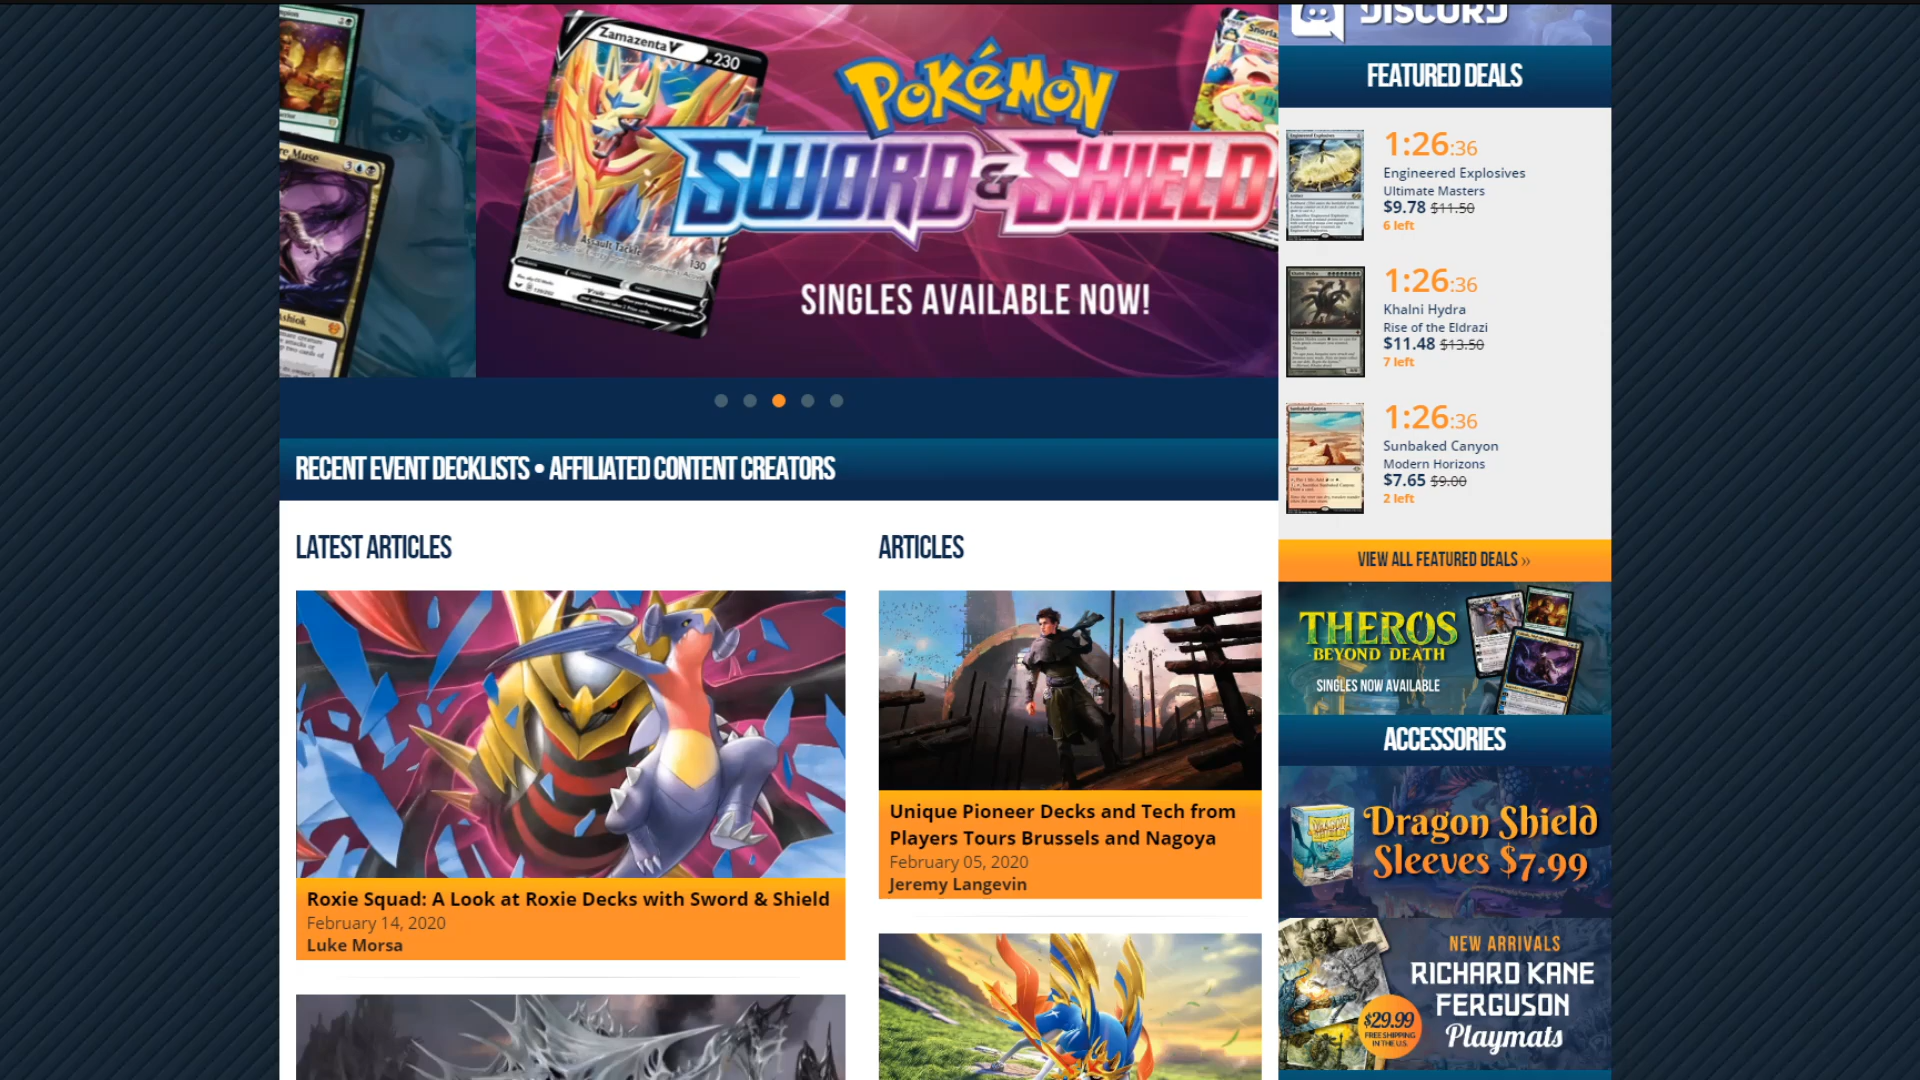 Zamazenta V
230
Assault Tackle
130
re Muse
shiok
POKéMON
SWORD & SHIELD
SINGLES AVAILABLE NOW!
RECENT EVENT DECKLISTS • AFFILIATED CONTENT CREATORS
LATEST ARTICLES
Roxie Squad: A Look at Roxie Decks with Sword & Shield
February 14, 2020
Luke Morsa
ARTICLES
Unique Pioneer Decks and Tech from
Players Tours Brussels and Nagoya
February 05, 2020
Jeremy Langevin
DISCORD
FEATURED DEALS
1:26:36
Engineered Explosives
Ultimate Masters
$9.78 $11.50
6 left
1:26:36
Khalni Hydra
Rise of the Eldrazi
$11.48 $13.50
7 left
1:26:36
Sunbaked Canyon
Modern Horizons
$7.65 $9.00
2 left
VIEW ALL FEATURED DEALS »
THEROS
BEYOND DEATH
SINGLES NOW AVAILABLE
ACCESSORIES
Dragon Shield
Sleeves $7.99
NEW ARRIVALS
RICHARD KANE
FERGUSON
Playmats
$29.99
FREE SHIPPING
IN THE U.S.